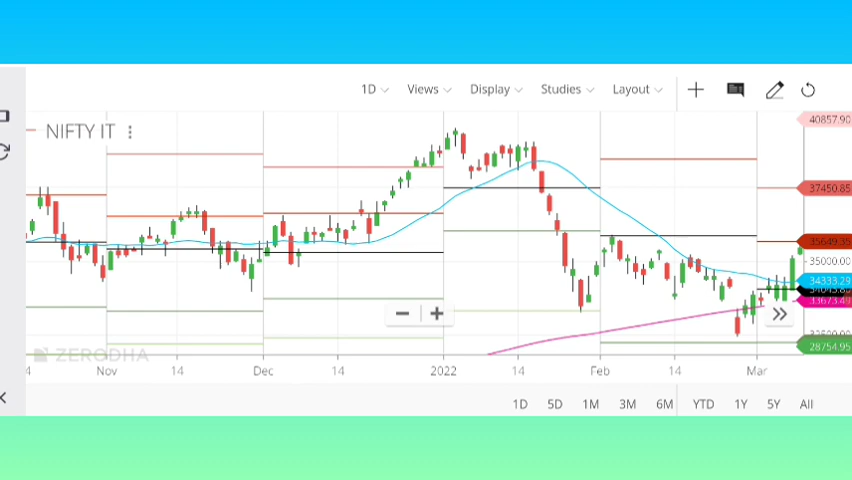 1D Views Display Studies Layout
NIFTY IT
40857.90
37450.85
35649.35
35000.00
34333.29
33673.49
28754.95
ZERODHA
Nov 14 Dec 14 2022 14 Feb 14 Mar
1D 5D 1M 3M 6M YTD 1Y 5Y All